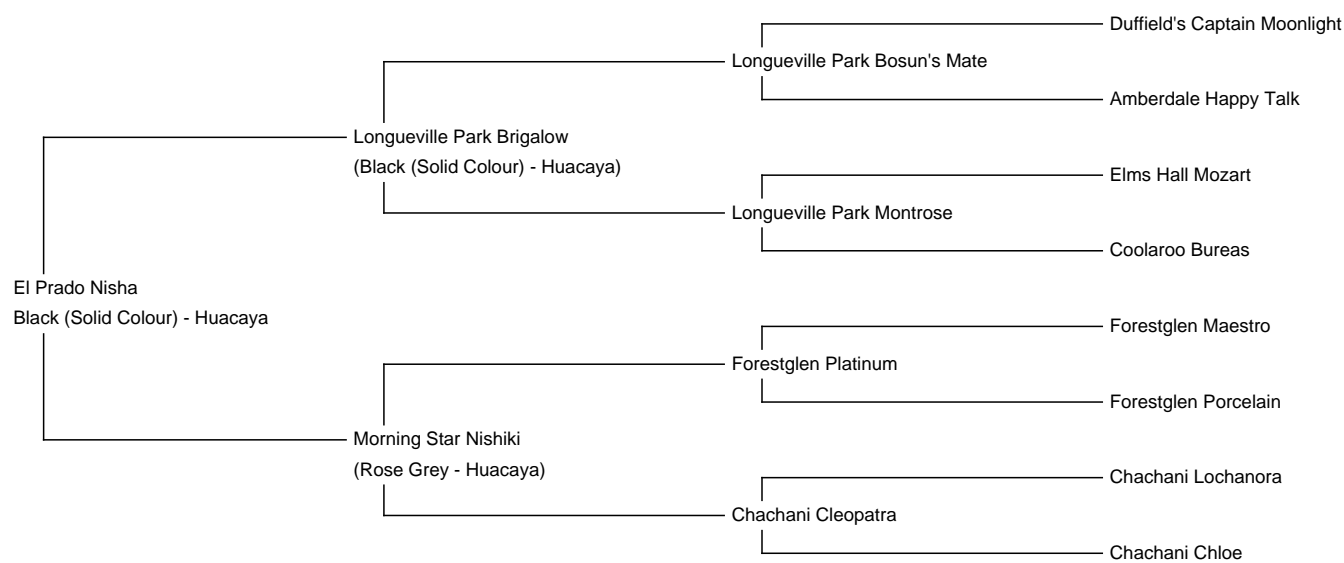 Duffield's Captain Moonlight
Longueville Park Bosun's Mate
Amberdale Happy Talk
Longueville Park Brigalow
(Black (Solid Colour) - Huacaya)
Elms Hall Mozart
Longueville Park Montrose
Coolaroo Bureas
El Prado Nisha
Black (Solid Colour) - Huacaya
Forestglen Maestro
Forestglen Platinum
Forestglen Porcelain
Morning Star Nishiki
(Rose Grey - Huacaya)
Chachani Lochanora
Chachani Cleopatra
Chachani Chloe